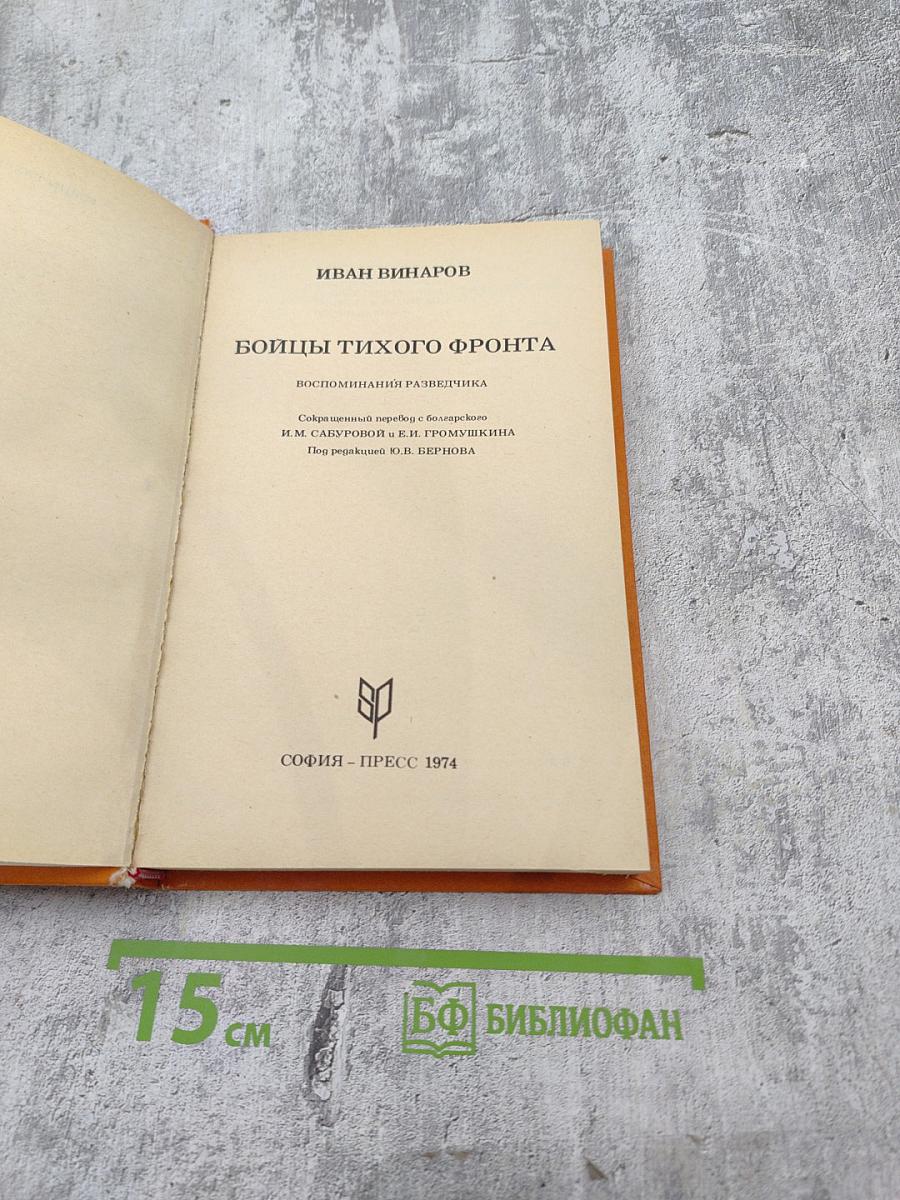 ИВАН ВИНАРОВ
БОЙЦЫ ТИХОГО ФРОНТА
ВОСПОМИНАНИЯ РАЗВЕДЧИКА
Сокращенный перевод с болгарского
И.М. САБУРОВОЙ и Е.И. ГРОМУШКИНА
Под редакцией Ю.В. БЕРНОВА
SP
СОФИЯ – ПРЕСС 1974
15 см
БФ БИБЛИОФАН